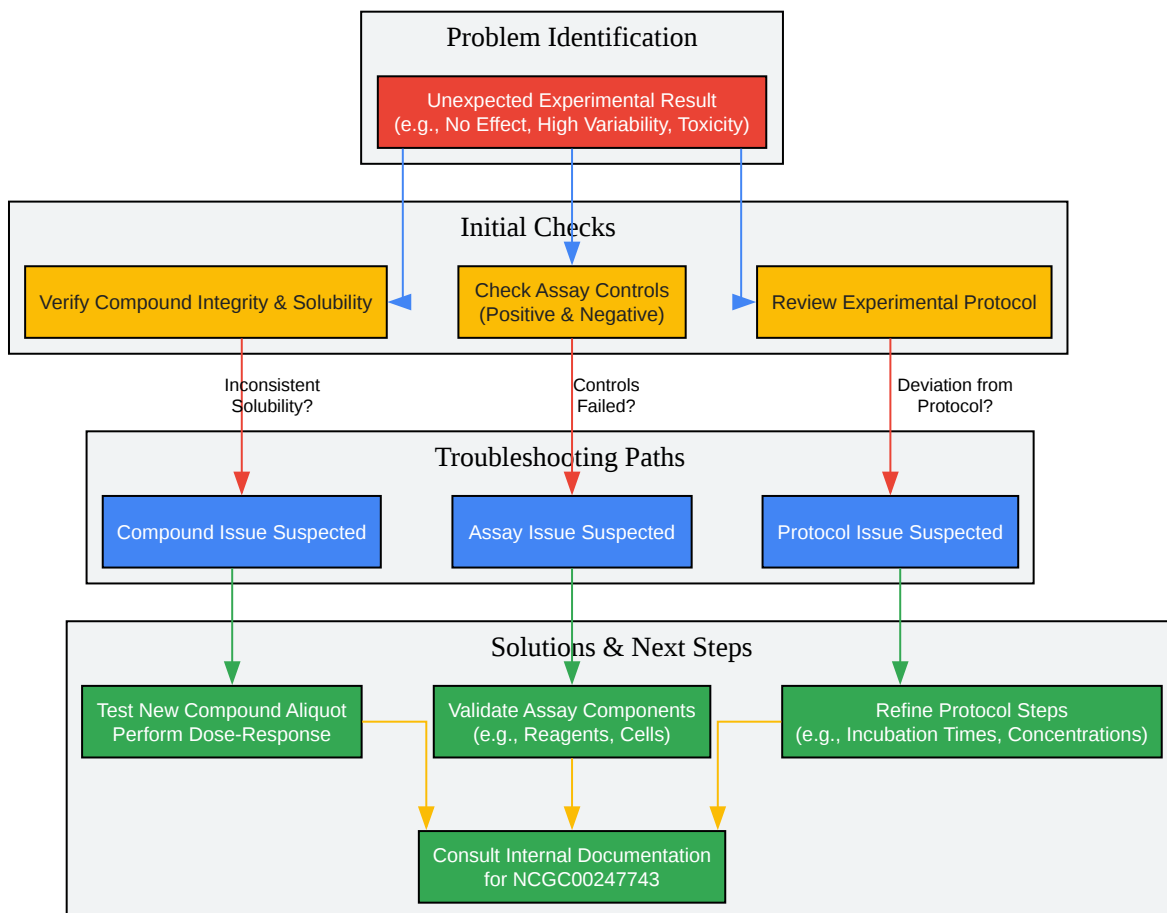 Problem Identification
Unexpected Experimental Result
(e.g., No Effect, High Variability, Toxicity)
Initial Checks
Verify Compound Integrity & Solubility
Check Assay Controls
(Positive & Negative)
Review Experimental Protocol
Inconsistent
Solubility?
Controls
Failed?
Deviation from
Protocol?
Troubleshooting Paths
Compound Issue Suspected
Assay Issue Suspected
Protocol Issue Suspected
Solutions & Next Steps
Test New Compound Aliquot
Perform Dose-Response
Validate Assay Components
(e.g., Reagents, Cells)
Refine Protocol Steps
(e.g., Incubation Times, Concentrations)
Consult Internal Documentation
for NCGC00247743